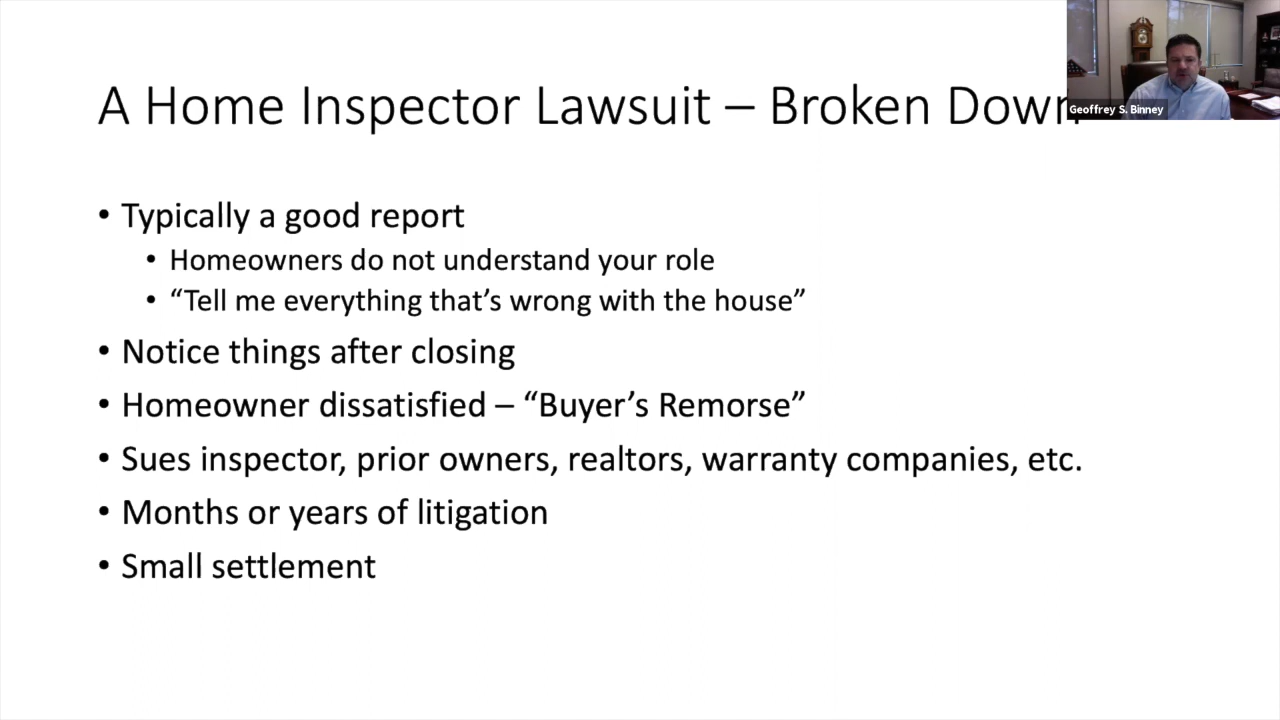 A Home Inspector Lawsuit – Broken Down
Geoffrey S. Binney
• Typically a good report
• Homeowners do not understand your role
• “Tell me everything that’s wrong with the house”
• Notice things after closing
• Homeowner dissatisfied – “Buyer’s Remorse”
• Sues inspector, prior owners, realtors, warranty companies, etc.
• Months or years of litigation
• Small settlement